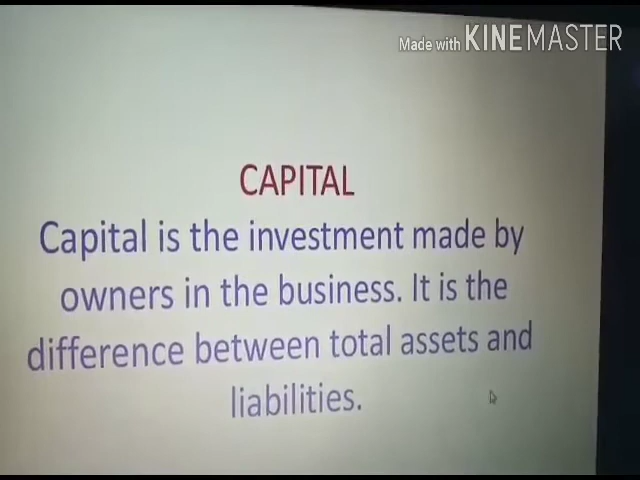 Made with KINEMASTER
CAPITAL
Capital is the investment made by
owners in the business. It is the
difference between total assets and
liabilities.